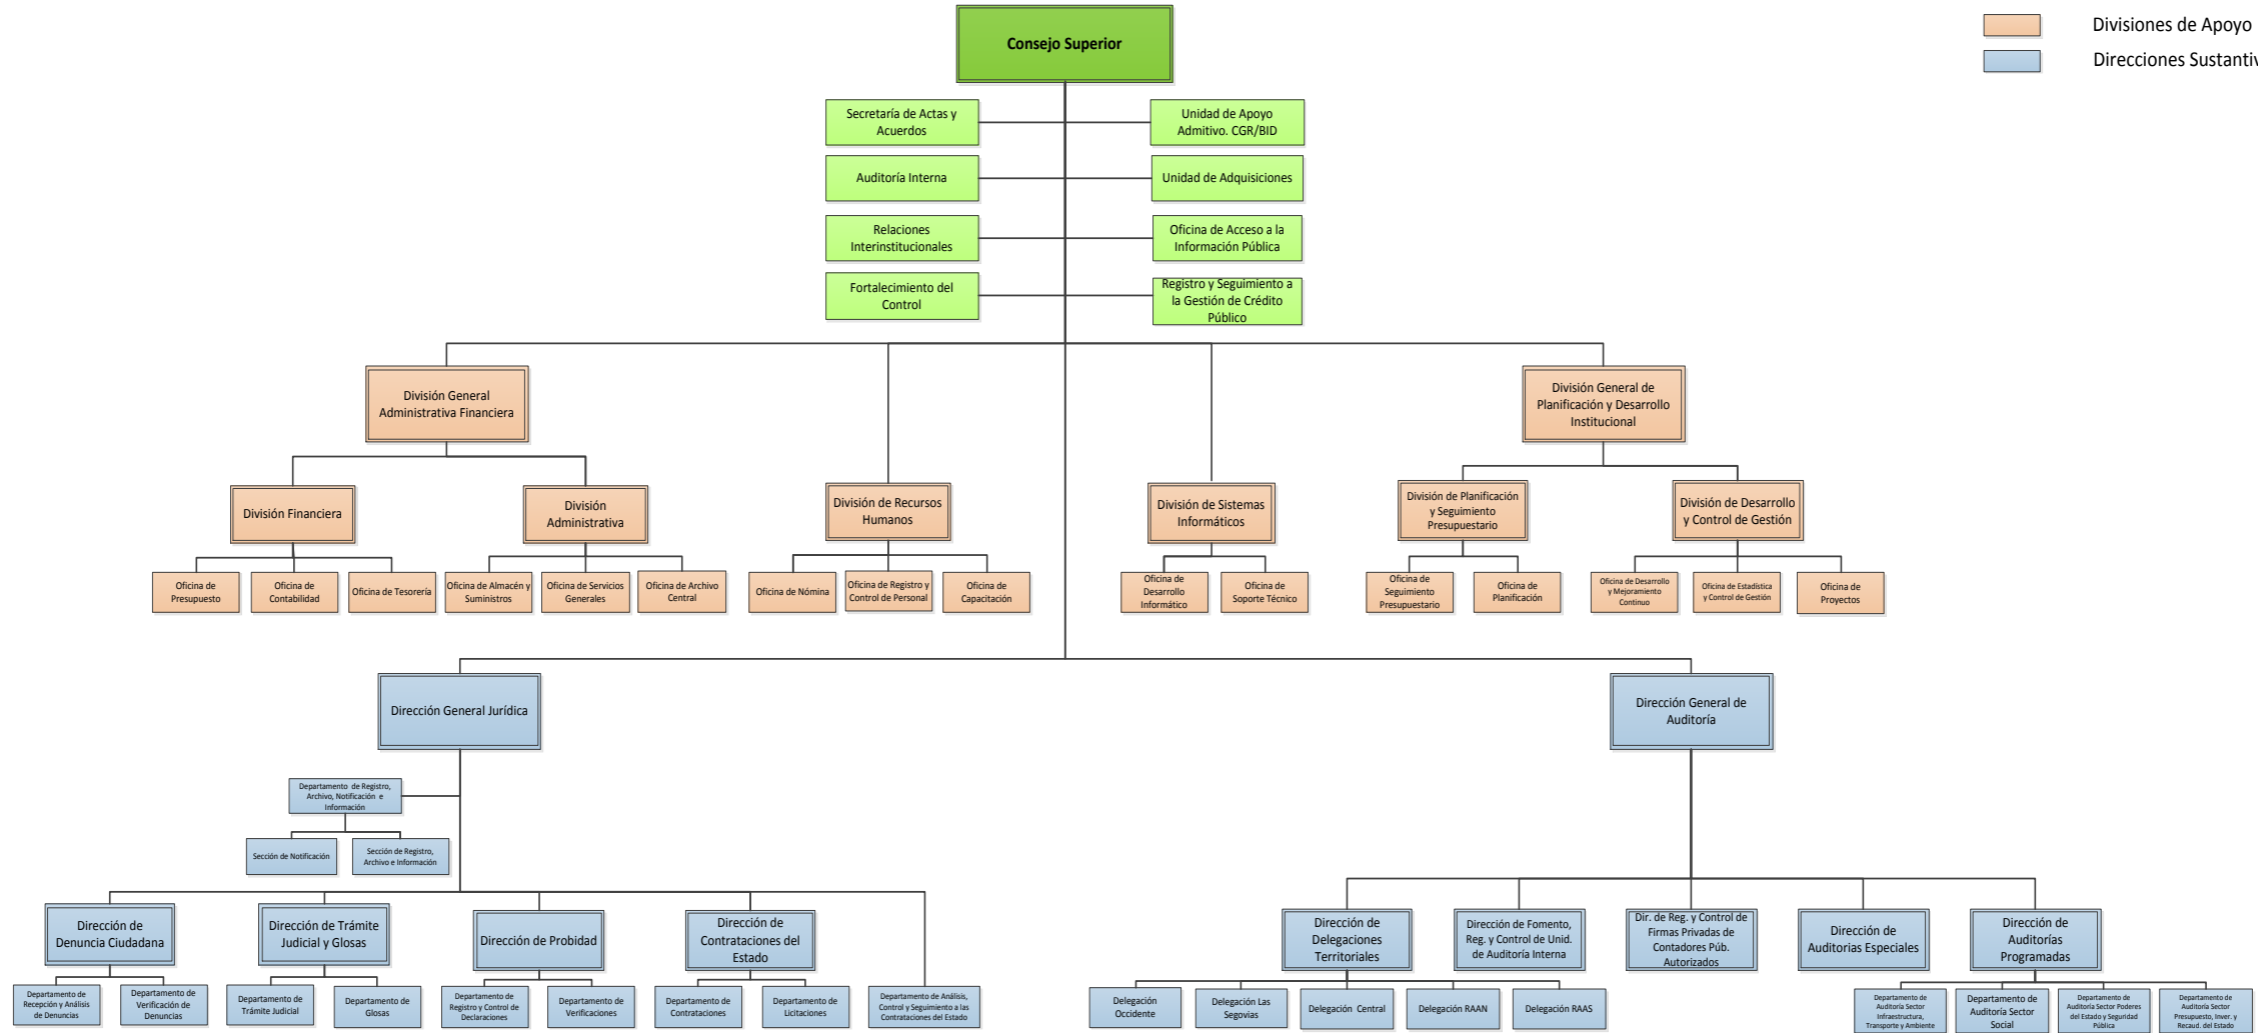 Divisiones de Apoyo
Direcciones Sustantiv
Consejo Superior
Secretaría de Actas y
Acuerdos
Unidad de Apoyo
Admitivo. CGR/BID
Auditoría Interna
Unidad de Adquisiciones
Relaciones
Interinstitucionales
Oficina de Acceso a la
Información Pública
Fortalecimiento del
Control
Registro y Seguimiento a
la Gestión de Crédito
Público
División General
Administrativa Financiera
División General de
Planificación y Desarrollo
Institucional
División Financiera
División
Administrativa
División de Recursos
Humanos
División de Sistemas
Informáticos
División de Planificación
y Seguimiento
Presupuestario
División de Desarrollo
y Control de Gestión
Oficina de
Presupuesto
Oficina de
Contabilidad
Oficina de Tesorería
Oficina de Almacén y
Suministros
Oficina de Servicios
Generales
Oficina de Archivo
Central
Oficina de Nómina
Oficina de Registro y
Control de Personal
Oficina de
Capacitación
Oficina de
Desarrollo
Informático
Oficina de
Soporte Técnico
Oficina de
Seguimiento
Presupuestario
Oficina de
Planificación
Oficina de Desarrollo
y Mejoramiento
Continuo
Oficina de Estadística
y Control de Gestión
Oficina de
Proyectos
Dirección General Jurídica
Dirección General de
Auditoría
Departamento de Registro,
Archivo, Notificación e
Información
Sección de Notificación
Sección de Registro,
Archivo e Información
Dirección de
Denuncia Ciudadana
Dirección de Trámite
Judicial y Glosas
Dirección de Probidad
Dirección de
Contrataciones del
Estado
Dirección de
Delegaciones
Territoriales
Dirección de Fomento,
Reg. y Control de Unid.
de Auditoría Interna
Dir. de Reg. y Control de
Firmas Privadas de
Contadores Púb.
Autorizados
Dirección de
Auditorias Especiales
Dirección de
Auditorías
Programadas
Departamento de
Recepción y Análisis
de Denuncias
Departamento de
Verificación de
Denuncias
Departamento de
Trámite Judicial
Departamento de
Glosas
Departamento de
Registro y Control de
Declaraciones
Departamento de
Verificaciones
Departamento de
Contrataciones
Departamento de
Licitaciones
Departamento de Análisis,
Control y Seguimiento a las
Contrataciones del Estado
Delegación
Occidente
Delegación Las
Segovias
Delegación Central
Delegación RAAN
Delegación RAAS
Departamento de
Auditoría Sector
Infraestructura,
Transporte y Ambiente
Departamento de
Auditoría Sector
Social
Departamento de
Auditoría Sector Poderes
del Estado y Seguridad
Pública
Departamento de
Auditoría Sector
Presupuesto, Inver. y
Recaud. del Estado